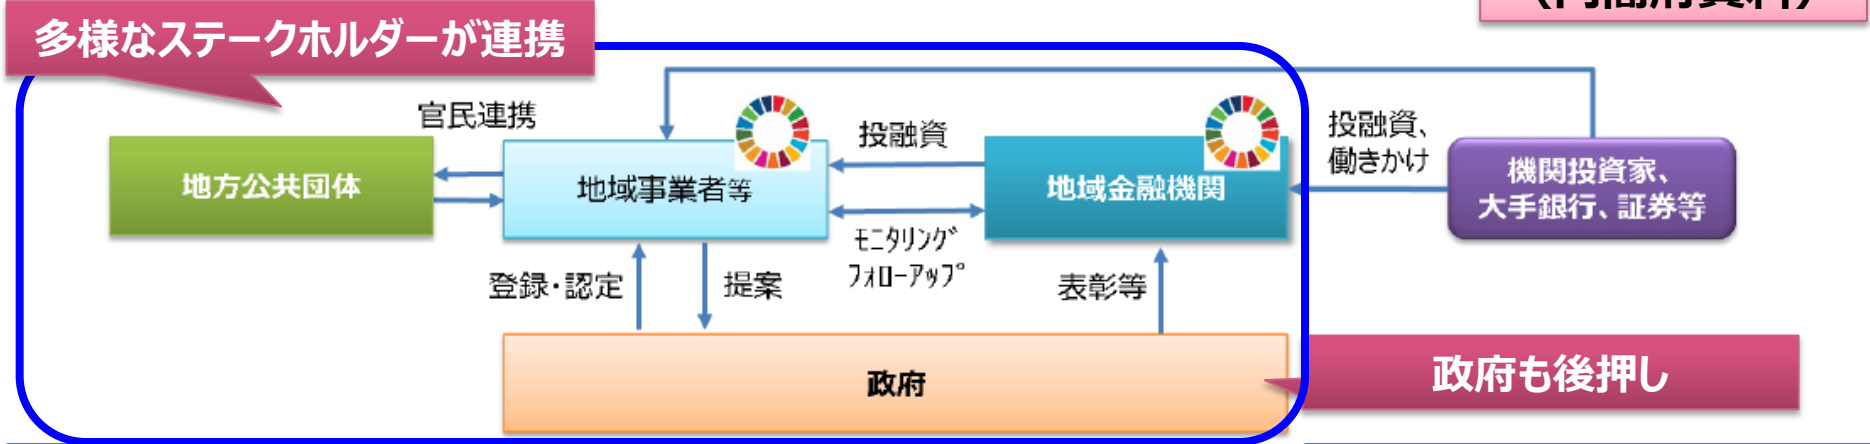 多様なステークホルダーが連携
官民連携
投融資
投融資、
働きかけ
地方公共団体
地域事業者等
地域金融機関
機関投資家、
大手銀行、証券等
ﾓﾆﾀﾘﾝｸﾞ
ﾌｫﾛｰｱｯﾌﾟ
登録・認定
提案
表彰等
政府
政府も後押し